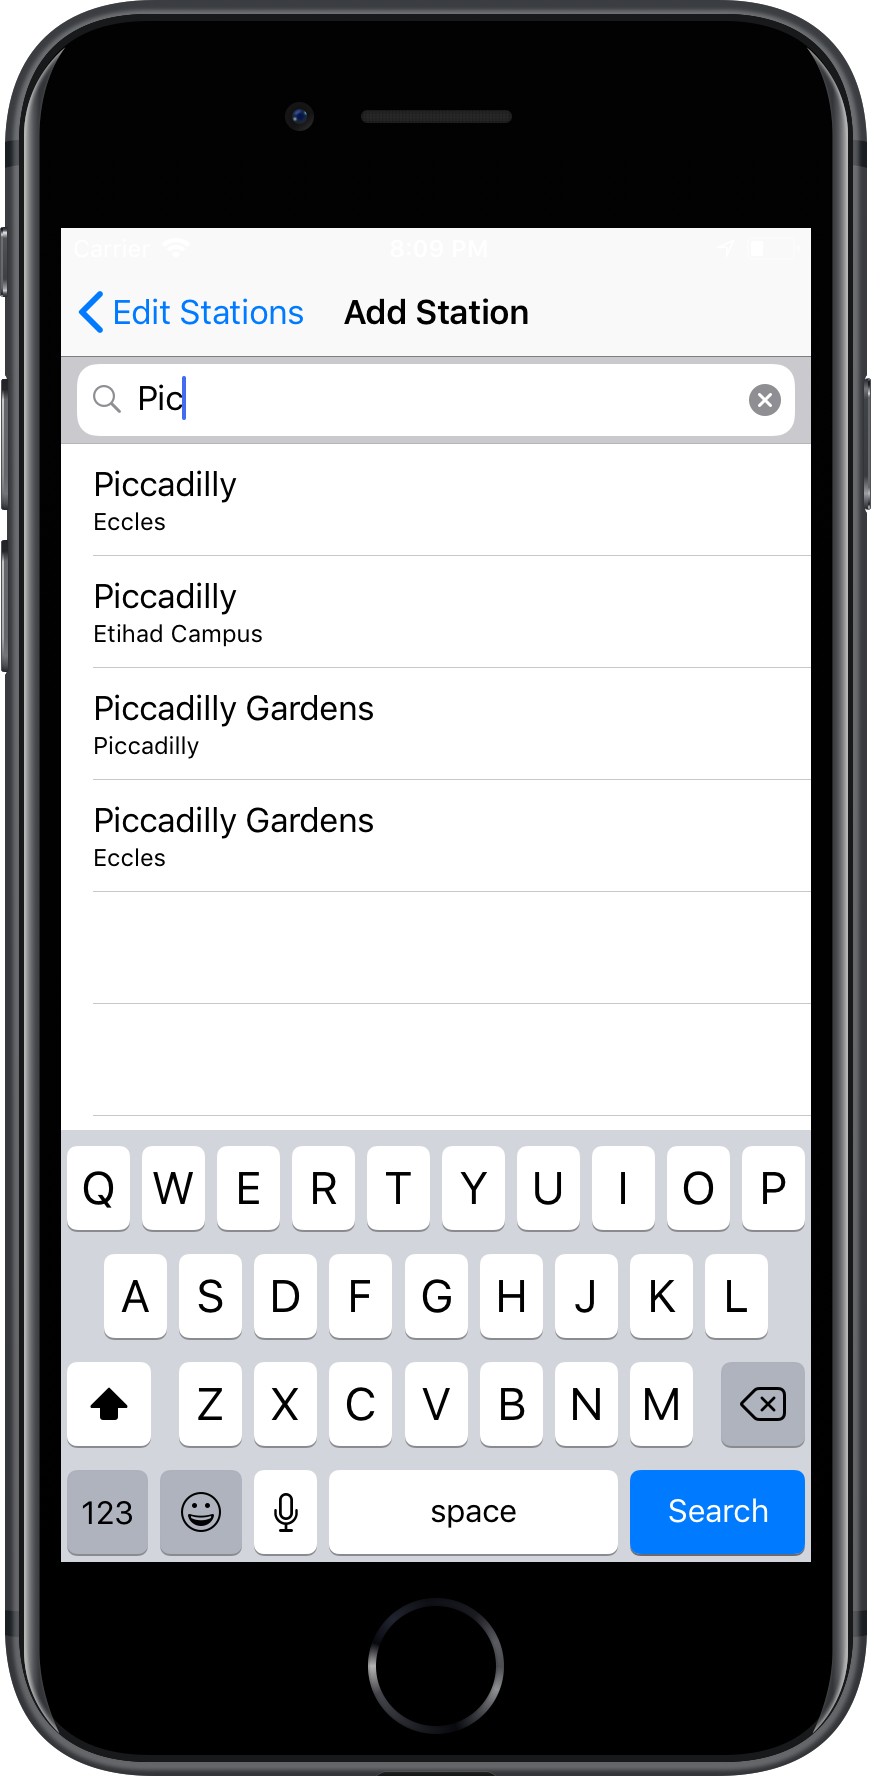 Carrier 8:09 PM
Edit Stations Add Station
Pic
Piccadilly
Eccles
Piccadilly
Etihad Campus
Piccadilly Gardens
Piccadilly
Piccadilly Gardens
Eccles
Q W E R T Y U I O P
A S D F G H J K L
Z X C V B N M
123 space Search